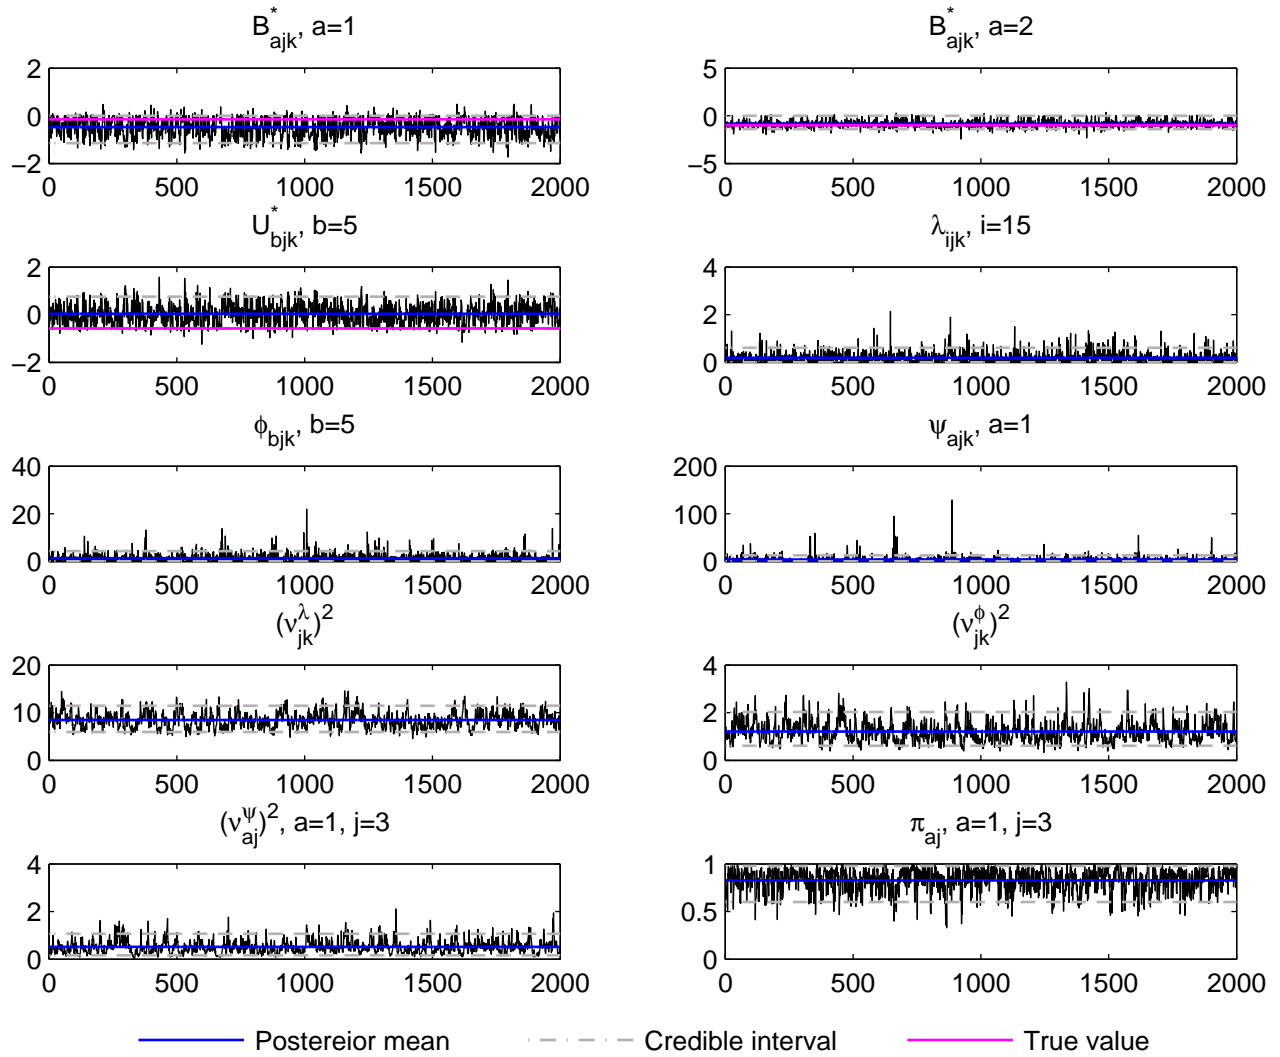 B*ajk, a=1
B*ajk, a=2
2
0
−2
0 500 1000 1500 2000
5
0
−5
0 500 1000 1500 2000
U*bjk, b=5
λijk, i=15
2
0
−2
0 500 1000 1500 2000
4
2
0
0 500 1000 1500 2000
ϕbjk, b=5
ψajk, a=1
40
20
0
0 500 1000 1500 2000
200
100
0
0 500 1000 1500 2000
(νλjk)2
(νϕjk)2
20
10
0
0 500 1000 1500 2000
4
2
0
0 500 1000 1500 2000
(νψaj)2, a=1, j=3
πaj, a=1, j=3
4
2
0
0 500 1000 1500 2000
1
0.5
0
0 500 1000 1500 2000
Postereior mean Credible interval True value